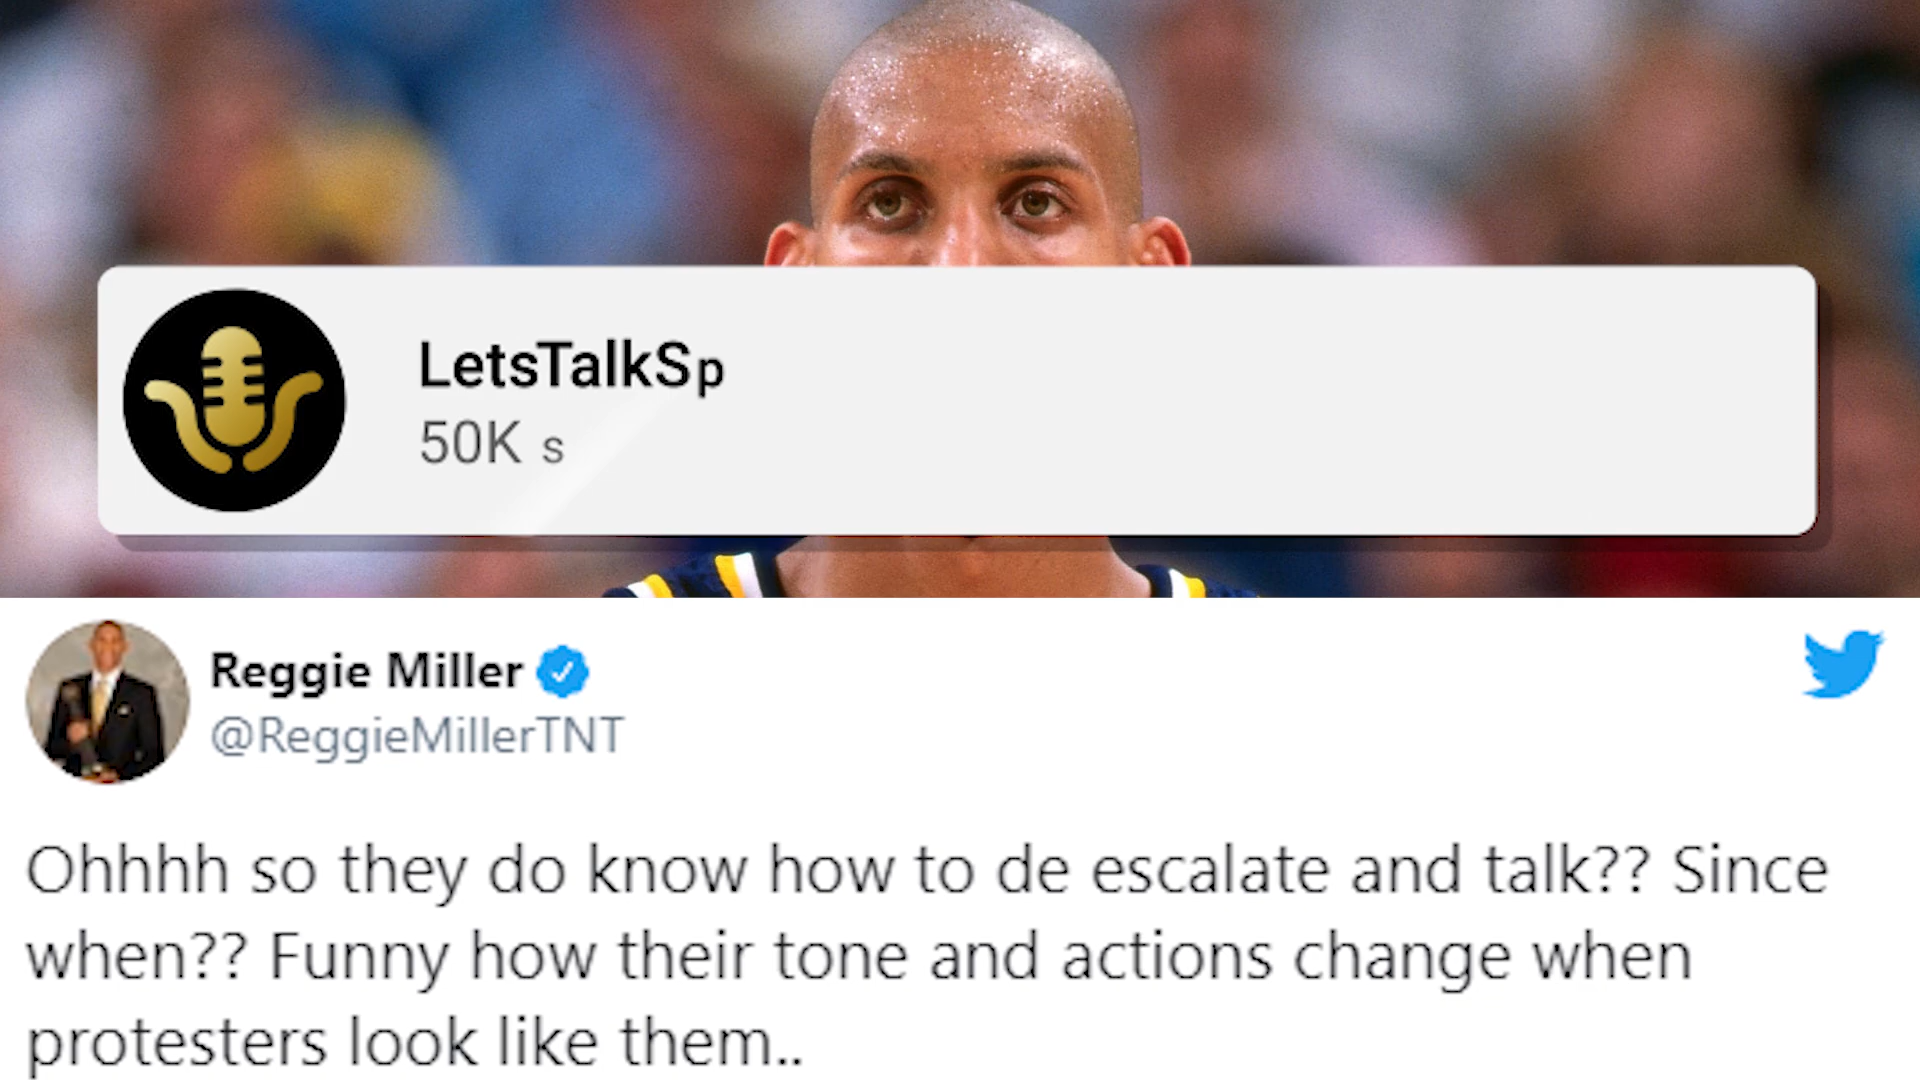 LetsTalkSp
50K s
Reggie Miller
@ReggieMillerTNT
Ohhhh so they do know how to de escalate and talk?? Since
when?? Funny how their tone and actions change when
protesters look like them..